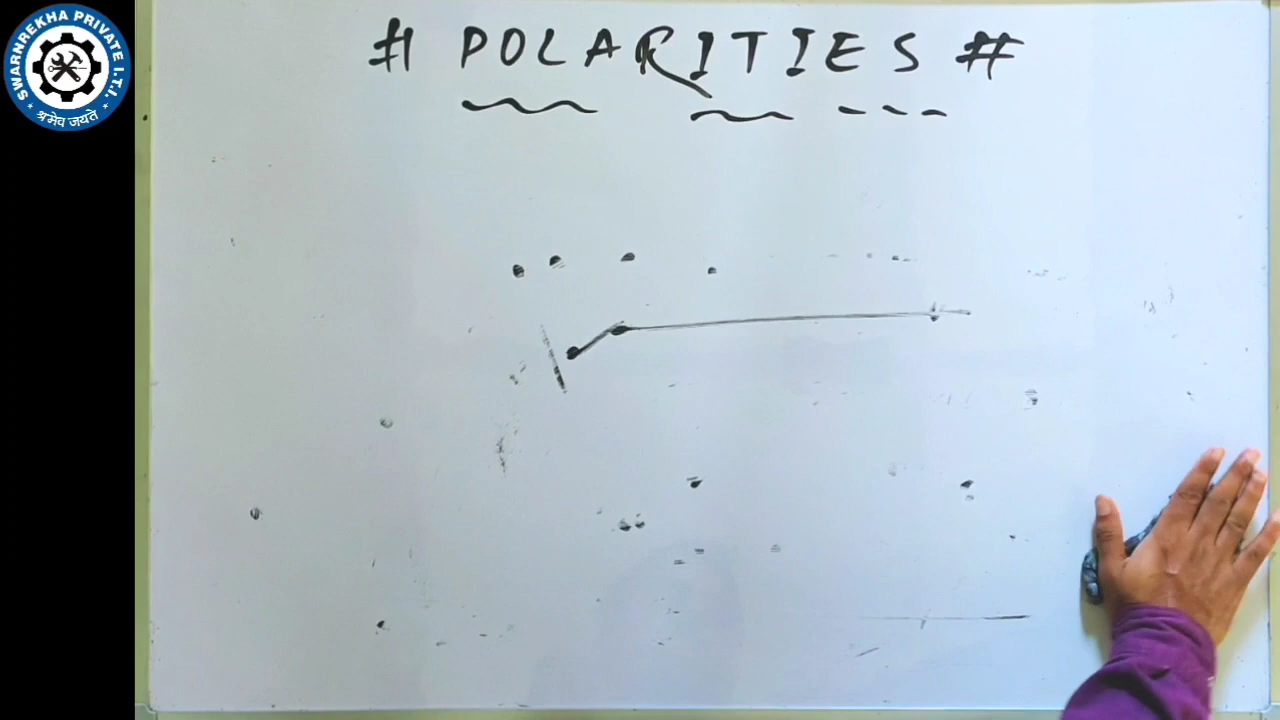 # POLARITIES #
SWARNREKHA PRIVATE I.T.I.
श्रमेव जयते